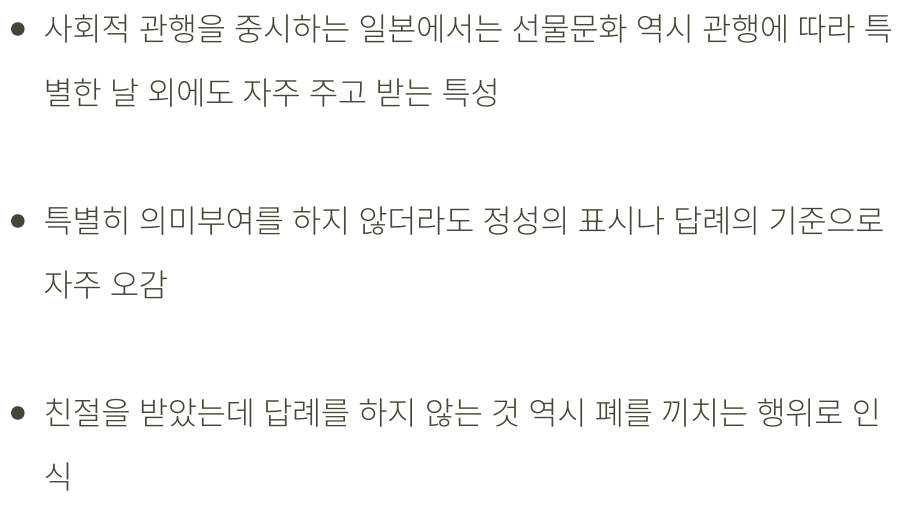 ● 사회적 관행을 중시하는 일본에서는 선물문화 역시 관행에 따라 특
별한 날 외에도 자주 주고 받는 특성
● 특별히 의미부여를 하지 않더라도 정성의 표시나 답례의 기준으로
자주 오감
● 친절을 받았는데 답례를 하지 않는 것 역시 폐를 끼치는 행위로 인
식